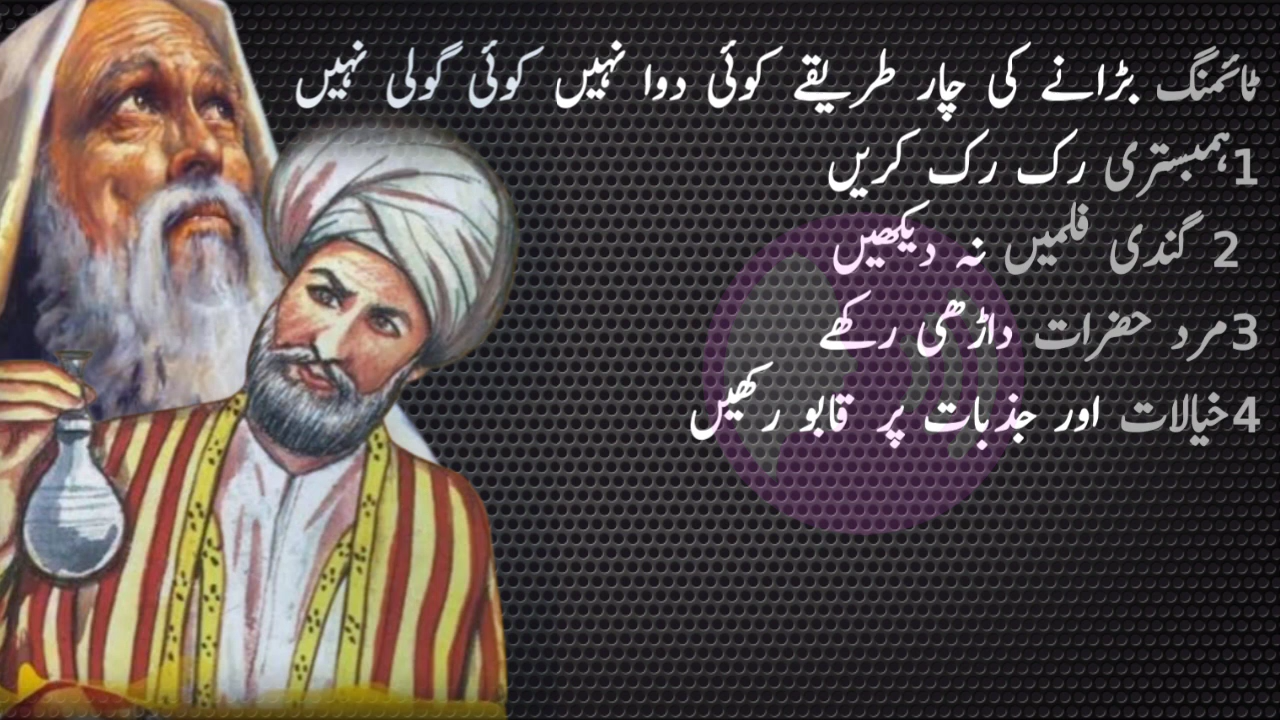 ٹائمنگ بڑانے کی چار طریقے کوئی دوا نہیں کوئی گولی نہیں
1ہمبستری رک رک کریں
2 گندی فلمیں نہ دیکھیں
3مرد حضرات داڑھی رکھے
4خیالات اور جذبات پر قابو رکھیں